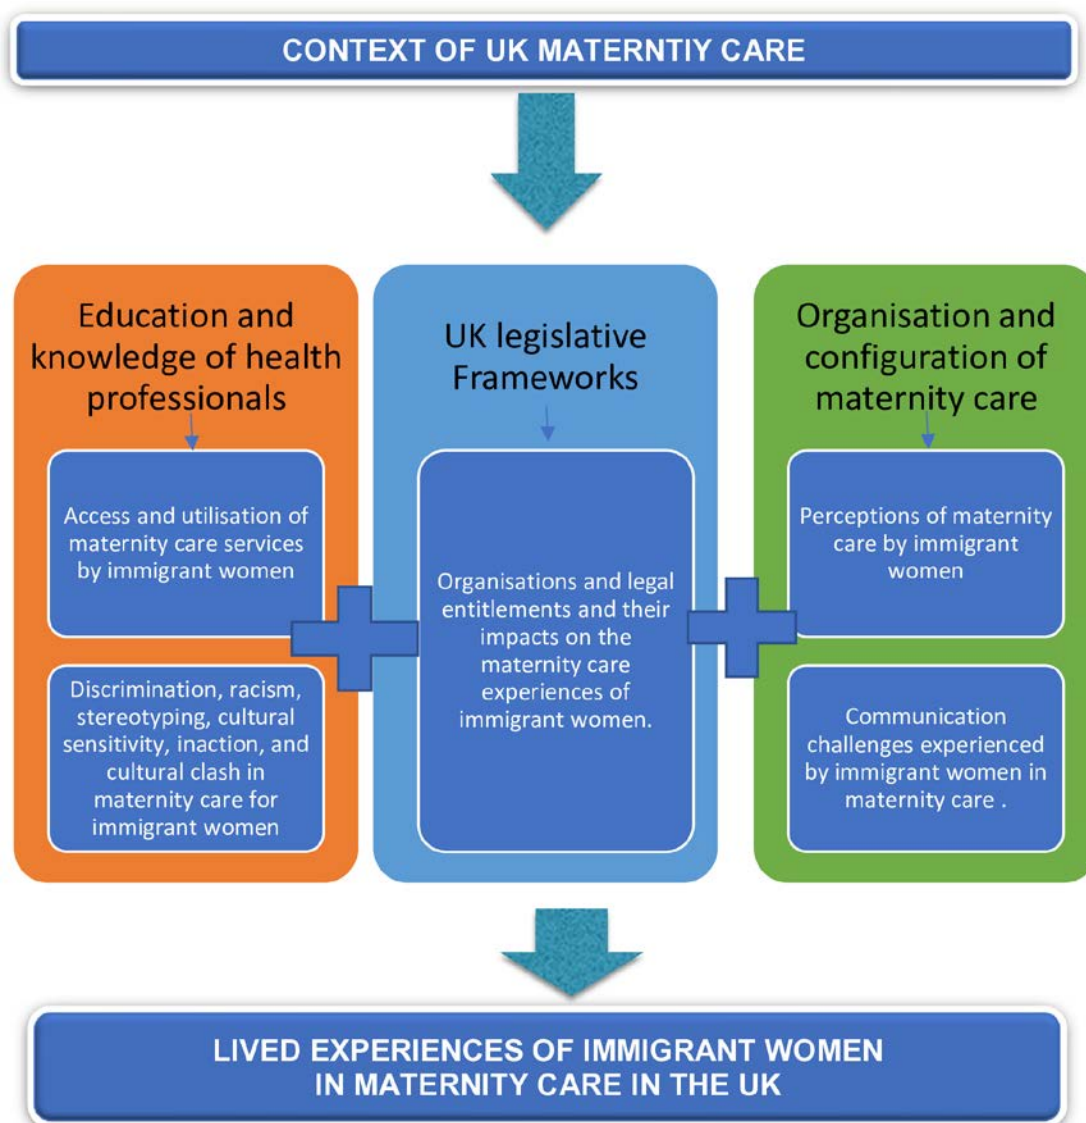 CONTEXT OF UK MATERNTIY CARE
Education and
knowledge of health
professionals
Access and utilisation of
maternity care services
by immigrant women
Discrimination, racism,
stereotyping, cultural
sensitivity, inaction, and
cultural clash in
maternity care for
immigrant women
UK legislative
Frameworks
Organisations and legal
entitlements and their
impacts on the
maternity care
experiences of
immigrant women.
Organisation and
configuration of
maternity care
Perceptions of maternity
care by immigrant
women
Communication
challenges experienced
by immigrant women in
maternity care .
LIVED EXPERIENCES OF IMMIGRANT WOMEN
IN MATERNITY CARE IN THE UK